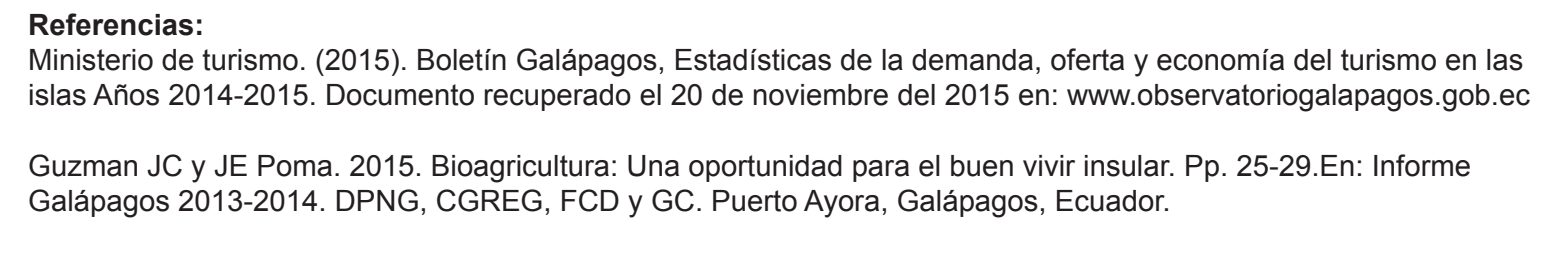 Referencias:
Ministerio de turismo. (2015). Boletín Galápagos, Estadísticas de la demanda, oferta y economía del turismo en las
islas Años 2014-2015. Documento recuperado el 20 de noviembre del 2015 en: www.observatoriogalapagos.gob.ec
Guzman JC y JE Poma. 2015. Bioagricultura: Una oportunidad para el buen vivir insular. Pp. 25-29.En: Informe
Galápagos 2013-2014. DPNG, CGREG, FCD y GC. Puerto Ayora, Galápagos, Ecuador.